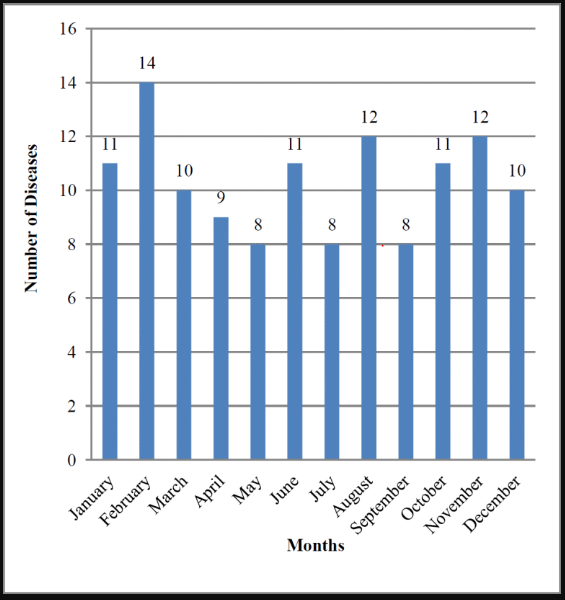 16
14
12
10
8
6
4
2
0
Number of Diseases
11
14
10
9
8
11
8
12
8
11
12
10
January
February
March
April
May
June
July
August
September
October
November
December
Months